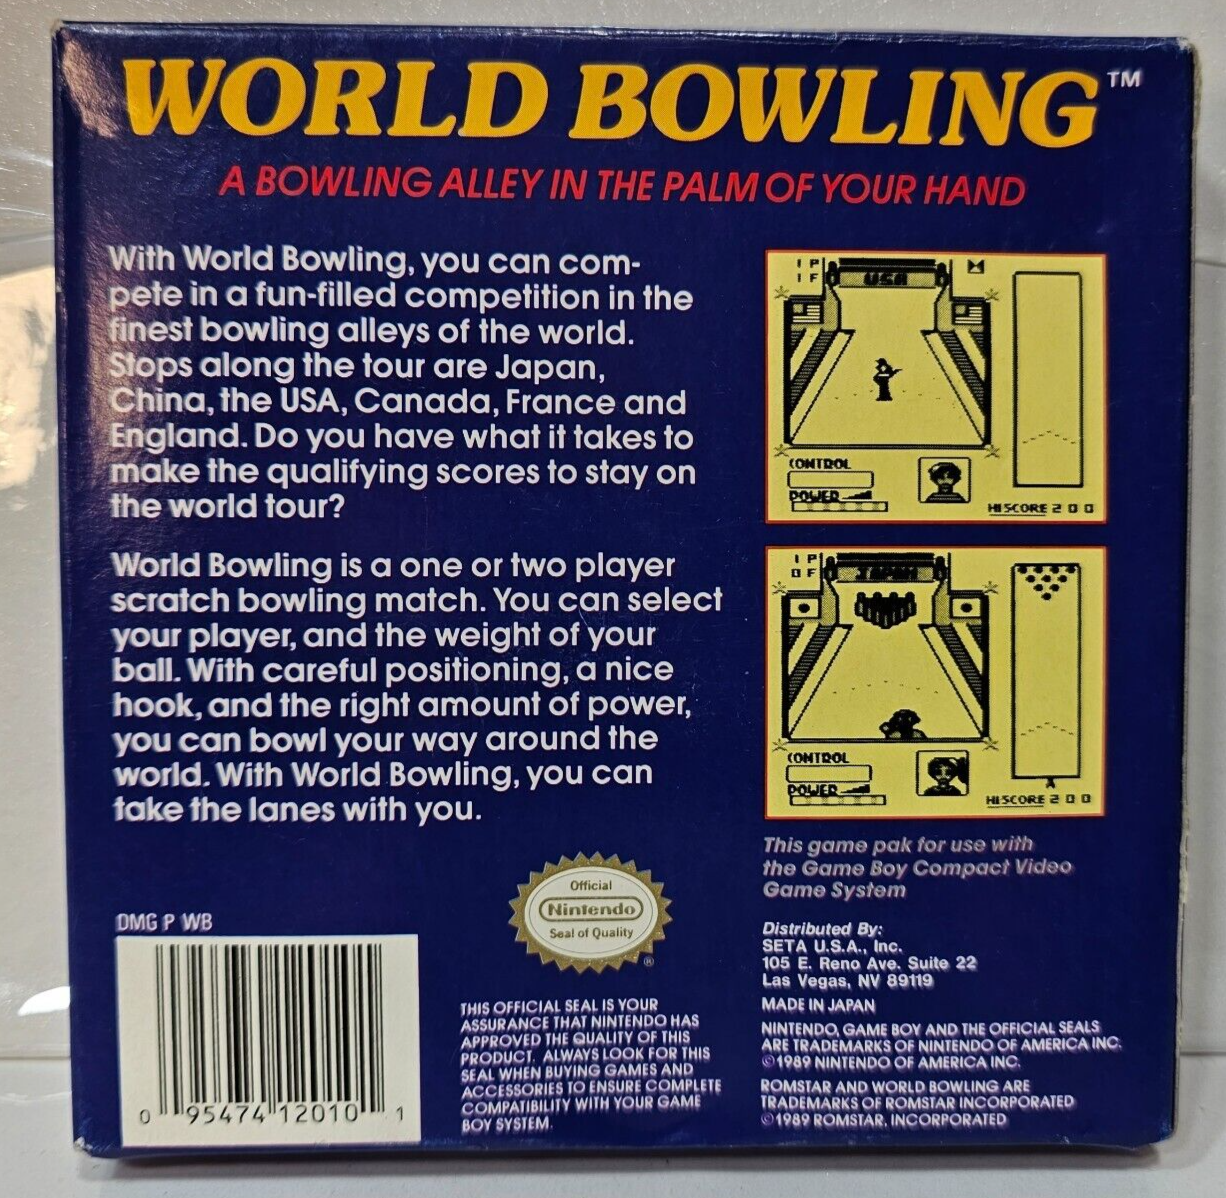 WORLD BOWLING™
A BOWLING ALLEY IN THE PALM OF YOUR HAND
With World Bowling, you can com-
pete in a fun-filled competition in the
finest bowling alleys of the world.
Stops along the tour are Japan,
China, the USA, Canada, France and
England. Do you have what it takes to
make the qualifying scores to stay on
the world tour?
World Bowling is a one or two player
scratch bowling match. You can select
your player, and the weight of your
ball. With careful positioning, a nice
hook, and the right amount of power,
you can bowl your way around the
world. With World Bowling, you can
take the lanes with you.
1 P
1 F
USA
CONTROL
POWER
HI SCORE 200
1 P
0 F
JAPAN
CONTROL
POWER
HI SCORE 200
This game pak for use with
the Game Boy Compact Video
Game System
Distributed By:
SETA U.S.A., Inc.
105 E. Reno Ave. Suite 22
Las Vegas, NV 89119
MADE IN JAPAN
NINTENDO, GAME BOY AND THE OFFICIAL SEALS
ARE TRADEMARKS OF NINTENDO OF AMERICA INC.
©1989 NINTENDO OF AMERICA INC.
ROMSTAR AND WORLD BOWLING ARE
TRADEMARKS OF ROMSTAR INCORPORATED
©1989 ROMSTAR, INCORPORATED
Official
Nintendo
Seal of Quality
®
THIS OFFICIAL SEAL IS YOUR
ASSURANCE THAT NINTENDO HAS
APPROVED THE QUALITY OF THIS
PRODUCT. ALWAYS LOOK FOR THIS
SEAL WHEN BUYING GAMES AND
ACCESSORIES TO ENSURE COMPLETE
COMPATIBILITY WITH YOUR GAME
BOY SYSTEM.
DMG P WB
0 95474 12010 1